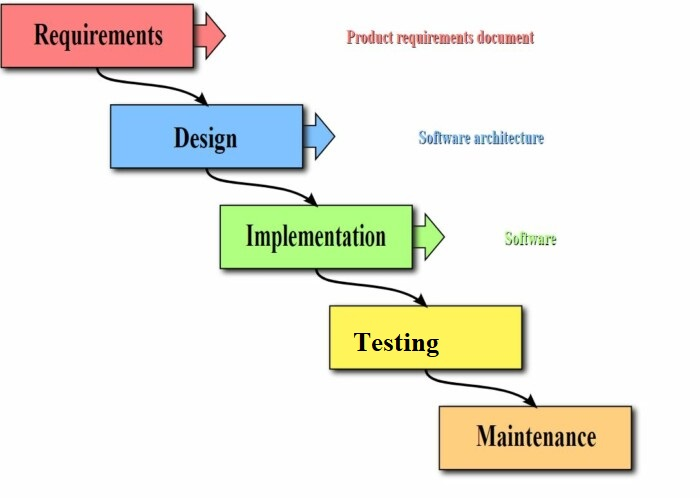 Requirements
Product requirements document
Design
Software architecture
Implementation
Software
Testing
Maintenance